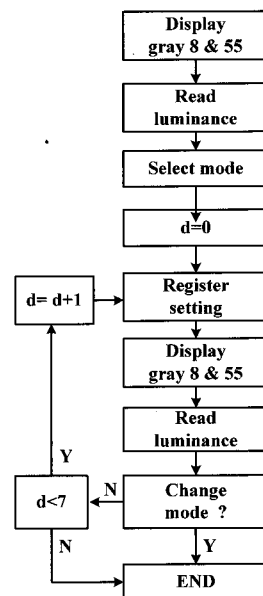 Display
gray 8 & 55
Read
luminance
Select mode
d=0
d= d+1
Register
setting
Display
gray 8 & 55
Read
luminance
Y
N
d<7
Change
mode ?
N
Y
END